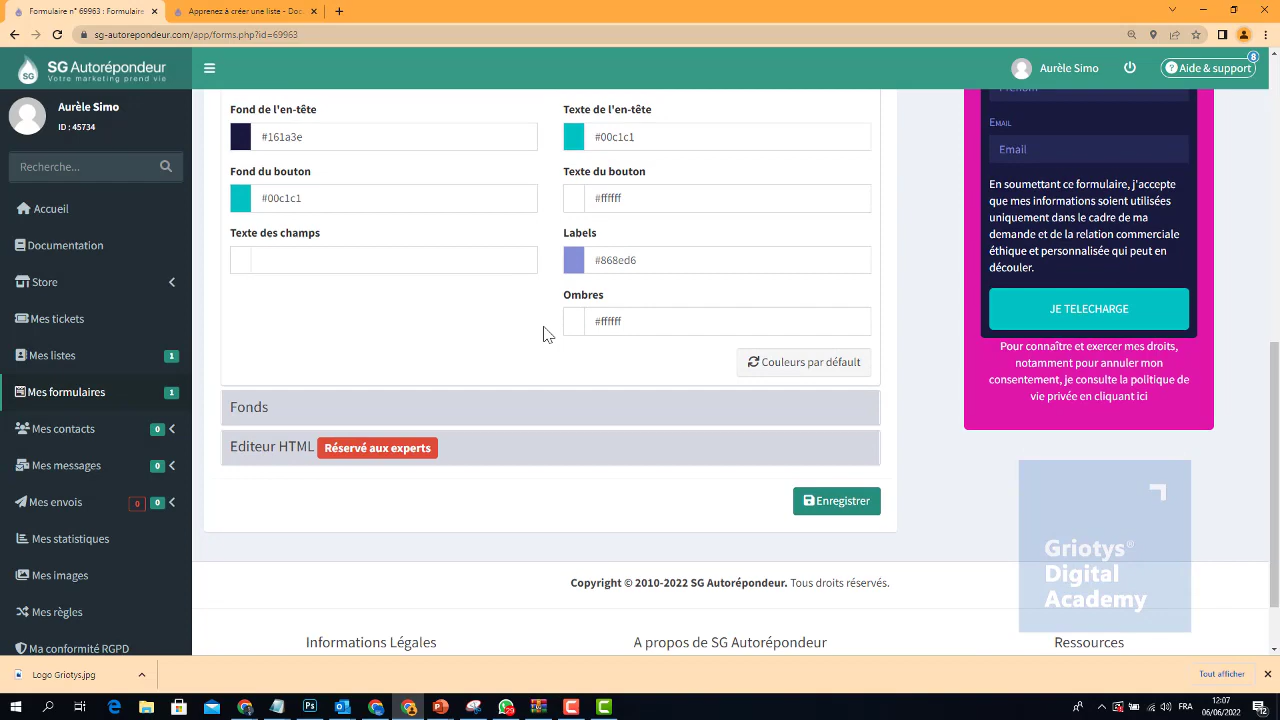 Formulaire n° 69963 : Formulaire
Apprenez à créer une liste - Doc
sg-autorepondeur.com/app/forms.php?id=69963
SG Autorépondeur
Votre marketing prend vie
Aurèle Simo
Aide & support
8
Aurèle Simo
ID : 45734
Recherche...
Accueil
Documentation
Store
Mes tickets
Mes listes 1
Mes formulaires 1
Mes contacts 0
Mes messages 0
Mes envois 0 0
Mes statistiques
Mes images
Mes règles
Ma conformité RGPD
Fond de l'en-tête
Texte de l'en-tête
#161a3e
#00c1c1
Fond du bouton
Texte du bouton
#00c1c1
#ffffff
Texte des champs
Labels
#868ed6
Ombres
#ffffff
Couleurs par défault
Fonds
Editeur HTML Réservé aux experts
Enregistrer
Prénom
Email
Email
En soumettant ce formulaire, j'accepte
que mes informations soient utilisées
uniquement dans le cadre de ma
demande et de la relation commerciale
éthique et personnalisée qui peut en
découler.
JE TELECHARGE
Pour connaître et exercer mes droits,
notamment pour annuler mon
consentement, je consulte la politique de
vie privée en cliquant ici
Griotys®
Digital
Academy
Copyright © 2010-2022 SG Autorépondeur. Tous droits réservés.
Informations Légales
A propos de SG Autorépondeur
Ressources
Logo Griotys.jpg
Tout afficher
29
FRA
12:07
06/06/2022
12